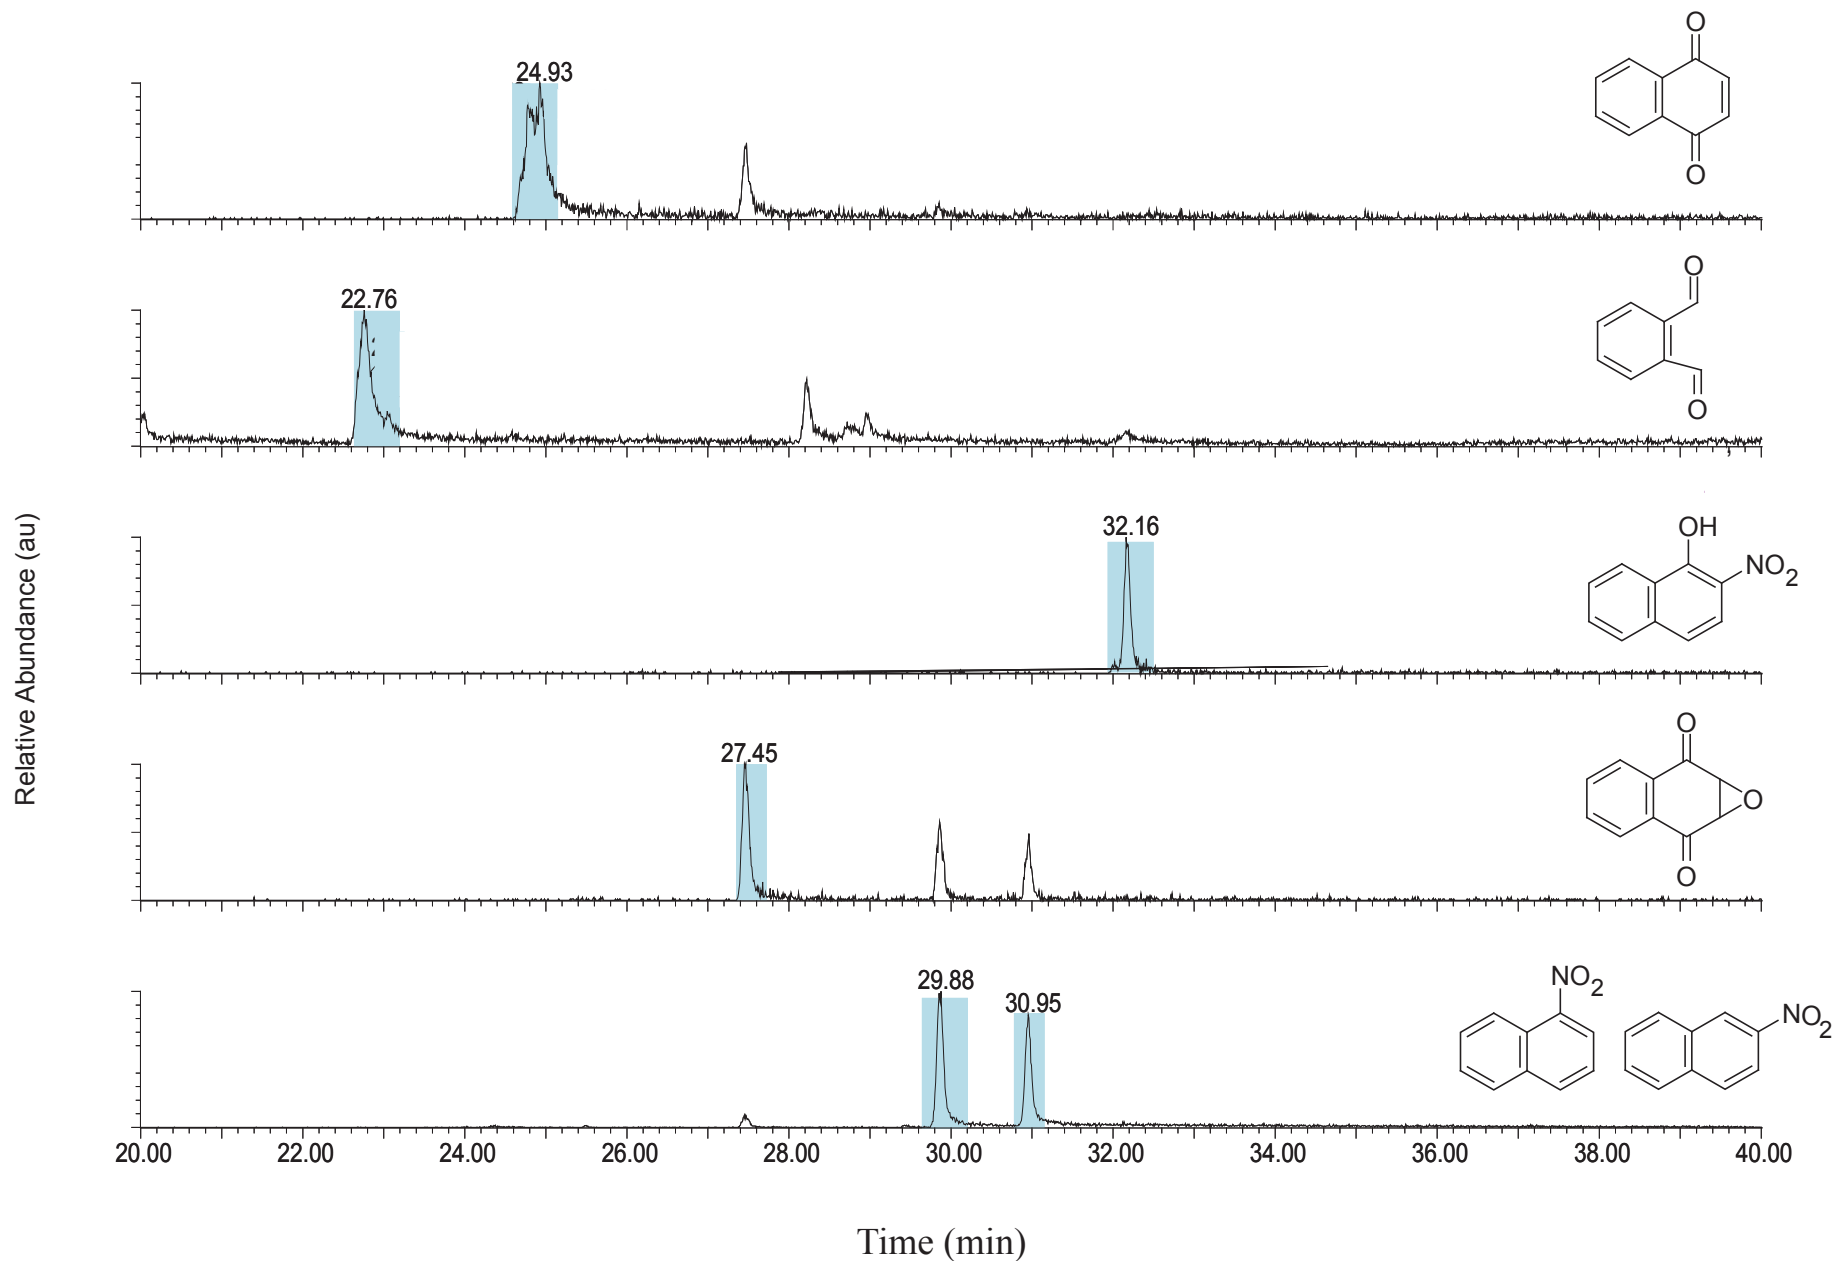 O
24.93
O
O
22.76
O
32.16
OH
NO2
Relative Abundance (au)
O
27.45
O
O
29.88
30.95
NO2
NO2
20.00 22.00 24.00 26.00 28.00 30.00 32.00 34.00 36.00 38.00 40.00
Time (min)